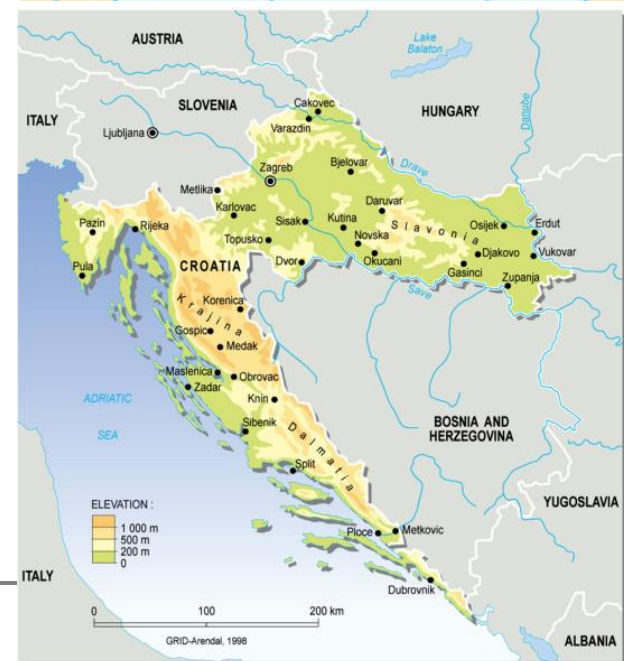 AUSTRIA
Lake
Balaton
ITALY
SLOVENIA
Cakovec
HUNGARY
Danube
Ljubljana
Varazdin
Drave
Zagreb
Bjelovar
Metlika
Karlovac
Daruvar
Pazin
Rijeka
Sisak
Kutina
Slavonia
Osijek
Erdut
Topusko
Novska
Djakovo
Vukovar
Pula
CROATIA
Dvor
Okucani
Gasinci
Zupanja
Save
Korenica
Krajina
Gospic
Medak
Maslenica
Obrovac
ADRIATIC
SEA
Zadar
Knin
BOSNIA AND
HERZEGOVINA
Sibenik
Dalmatia
Split
YUGOSLAVIA
ELEVATION :
1 000 m
500 m
200 m
0
Ploce
Metkovic
ITALY
Dubrovnik
0 100 200 km
GRID-Arendal, 1998
ALBANIA